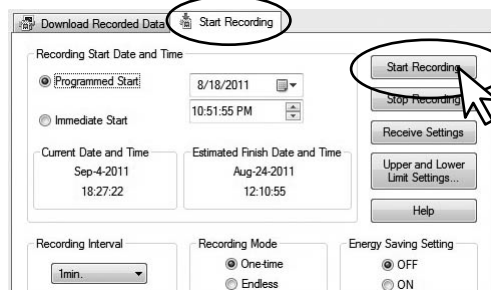 Download Recorded Data
Start Recording
Recording Start Date and Time
Programmed Start
8/18/2011
10:51:55 PM
Immediate Start
Current Date and Time
Sep-4-2011
18:27:22
Estimated Finish Date and Time
Aug-24-2011
12:10:55
Start Recording
Stop Recording
Receive Settings
Upper and Lower
Limit Settings...
Help
Recording Interval
1min.
Recording Mode
One-time
Endless
Energy Saving Setting
OFF
ON